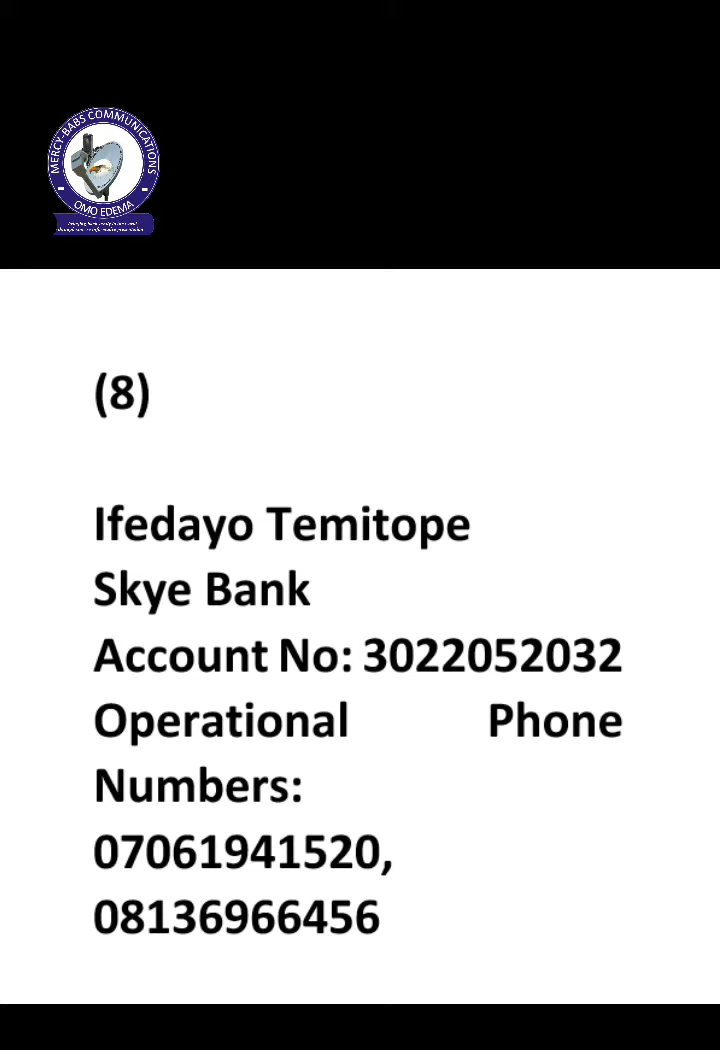 MERCY-BABS COMMUNICATIONS
OMO EDEMA
(8)
Ifedayo Temitope
Skye Bank
Account No: 3022052032
Operational Phone
Numbers:
07061941520,
08136966456